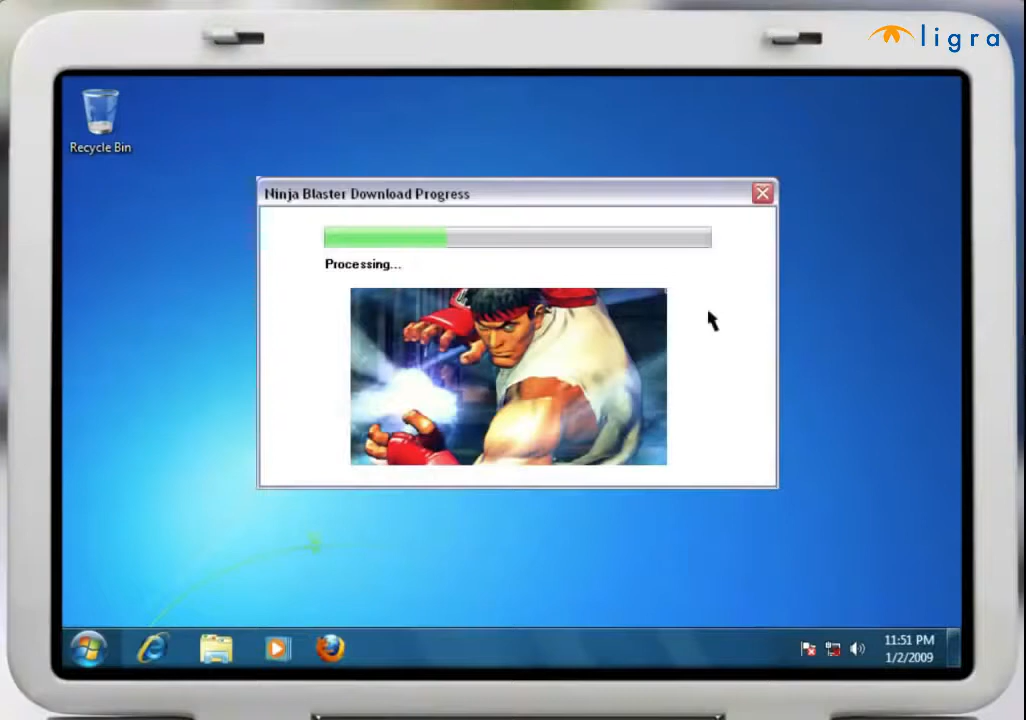 ligra
Recycle Bin
Ninja Blaster Download Progress
Processing...
11:51 PM
1/2/2009